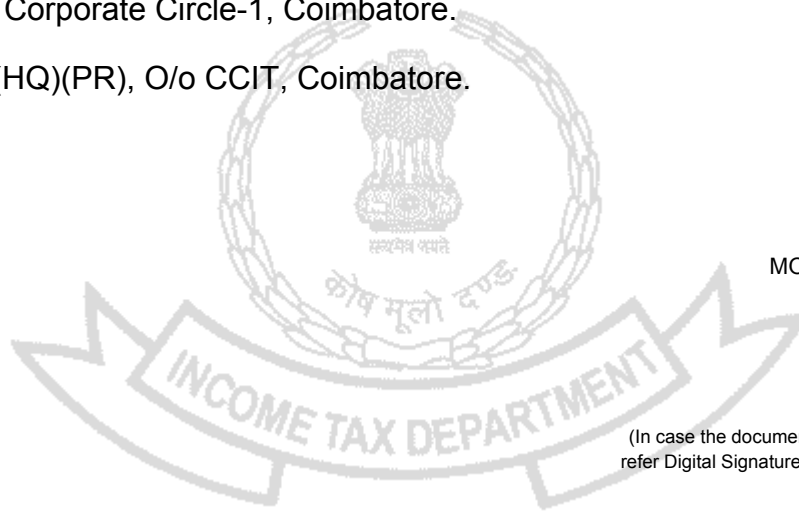 Corporate Circle-1, Coimbatore.
(HQ)(PR), O/o CCIT, Coimbatore.
सत्यमेव जयते
कोष मूलो दण्ड
MO
INCOME TAX DEPARTMENT
(In case the docume
refer Digital Signature